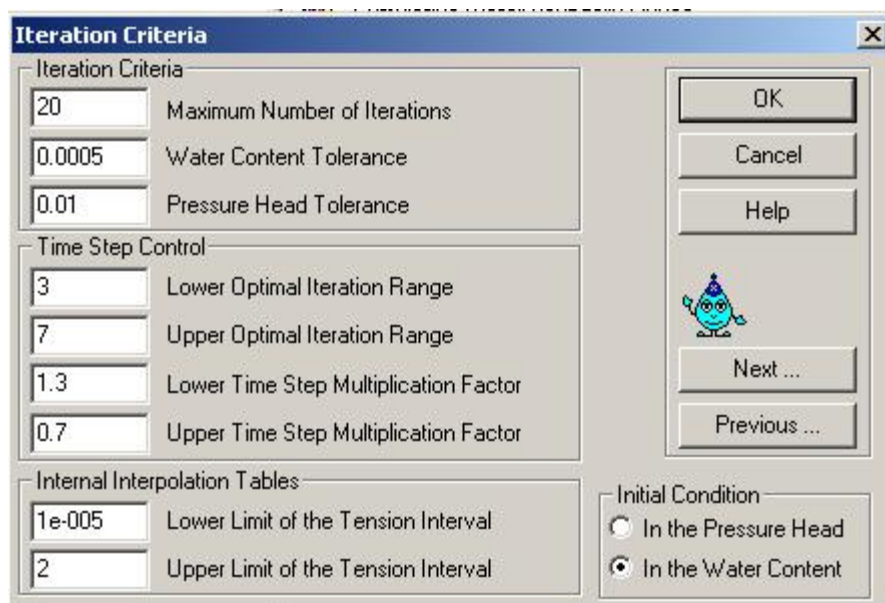 Iteration Criteria
Iteration Criteria
20 Maximum Number of Iterations
0.0005 Water Content Tolerance
0.01 Pressure Head Tolerance
Time Step Control
3 Lower Optimal Iteration Range
7 Upper Optimal Iteration Range
1.3 Lower Time Step Multiplication Factor
0.7 Upper Time Step Multiplication Factor
Internal Interpolation Tables
1e-005 Lower Limit of the Tension Interval
2 Upper Limit of the Tension Interval
OK
Cancel
Help
Next ...
Previous ...
Initial Condition
In the Pressure Head
In the Water Content